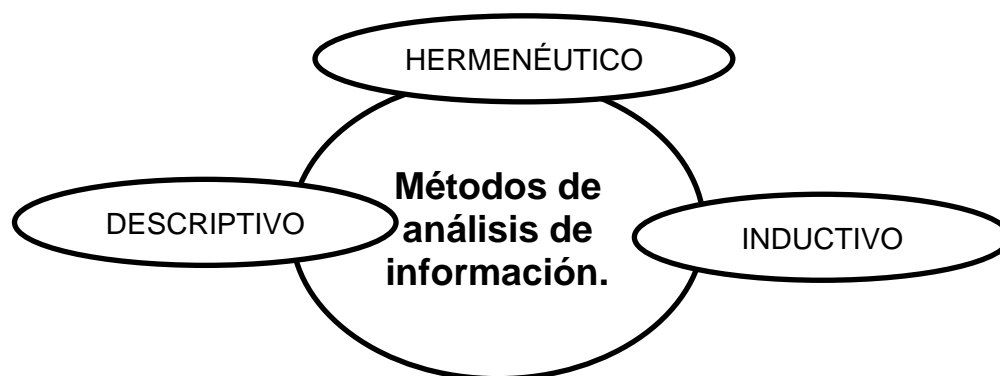 HERMENÉUTICO
DESCRIPTIVO
Métodos de
análisis de
información.
INDUCTIVO